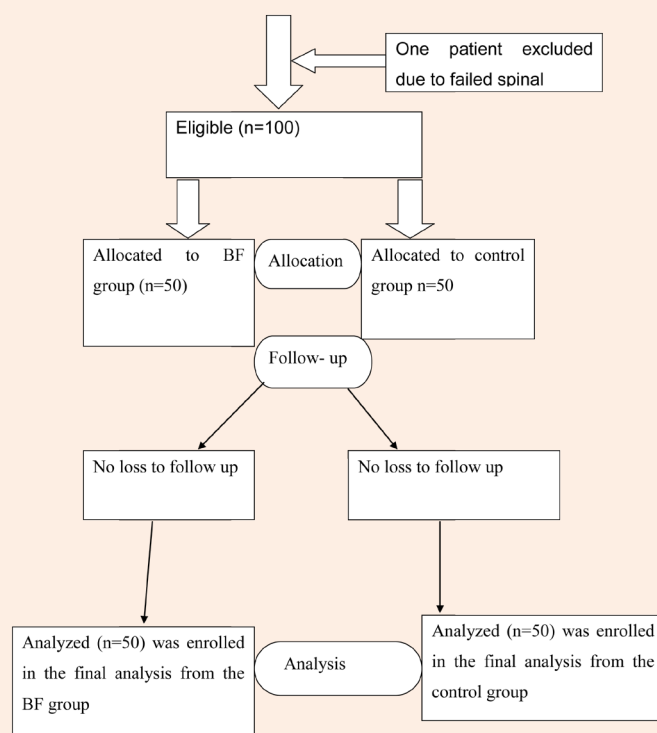 One patient excluded
due to failed spinal
Eligible (n=100)
Allocated to BF
group (n=50)
Allocation
Allocated to control
group n=50
Follow- up
No loss to follow up
No loss to follow up
Analyzed (n=50) was enrolled
in the final analysis from the
BF group
Analysis
Analyzed (n=50) was enrolled
in the final analysis from the
control group